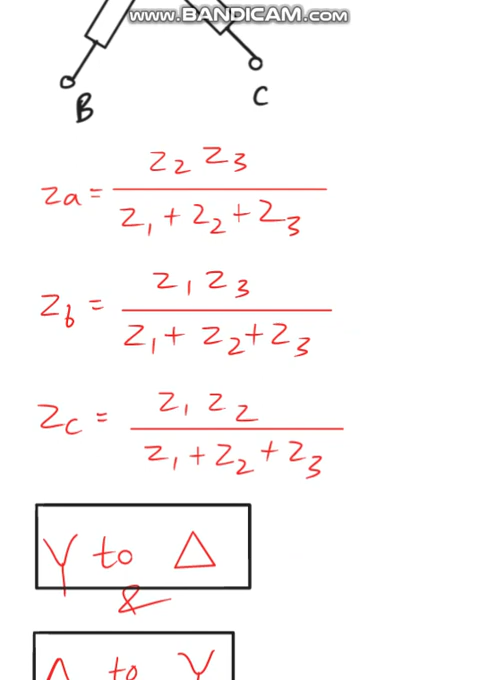 www.BANDICAM.com
B
C
Za = Z2 Z3 / Z1 + Z2 + Z3
Zb = Z1 Z3 / Z1 + Z2 + Z3
Zc = Z1 Z2 / Z1 + Z2 + Z3
Y to Δ
&
Δ to Y